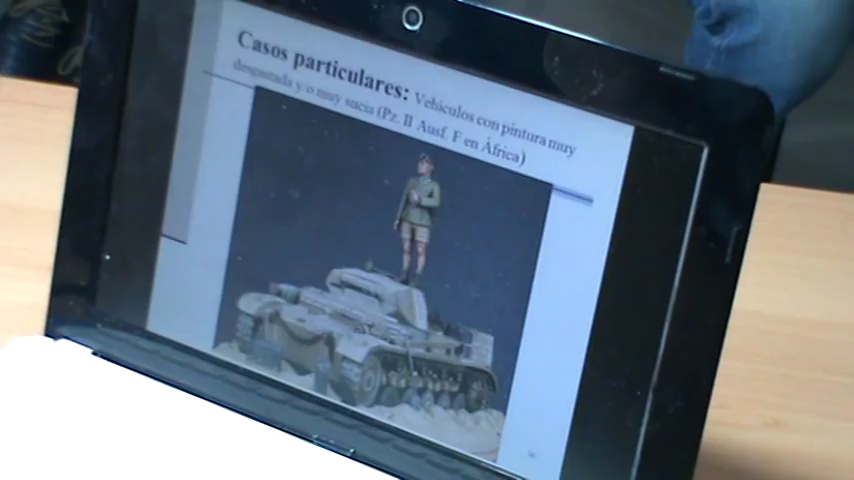 Casos particulares: Vehículos con pintura muy
desgastada y/o muy sucia (Pz. II Ausf. F en África)